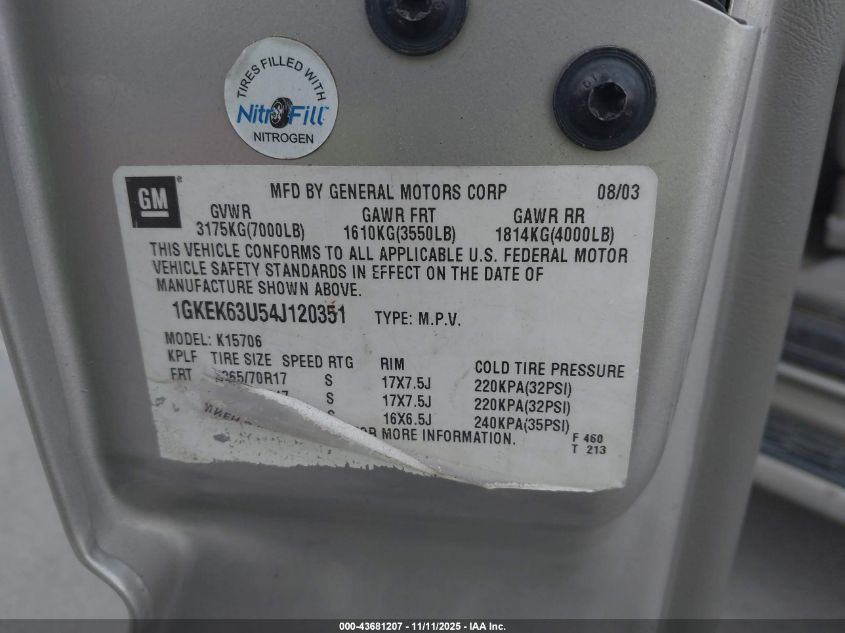 TIRES FILLED WITH
NitroFill™
NITROGEN
GM
MFD BY GENERAL MOTORS CORP 08/03
GVWR GAWR FRT GAWR RR
3175KG(7000LB) 1610KG(3550LB) 1814KG(4000LB)
THIS VEHICLE CONFORMS TO ALL APPLICABLE U.S. FEDERAL MOTOR
VEHICLE SAFETY STANDARDS IN EFFECT ON THE DATE OF
MANUFACTURE SHOWN ABOVE.
1GKEK63U54J120351 TYPE: M.P.V.
MODEL: K15706
KPLF TIRE SIZE SPEED RTG RIM COLD TIRE PRESSURE
FRT 265/70R17 S 17X7.5J 220KPA(32PSI)
S 17X7.5J 220KPA(32PSI)
S 16X6.5J 240KPA(35PSI)
FOR MORE INFORMATION. F 460
T 213
000-43681207 - 11/11/2025 - IAA Inc.